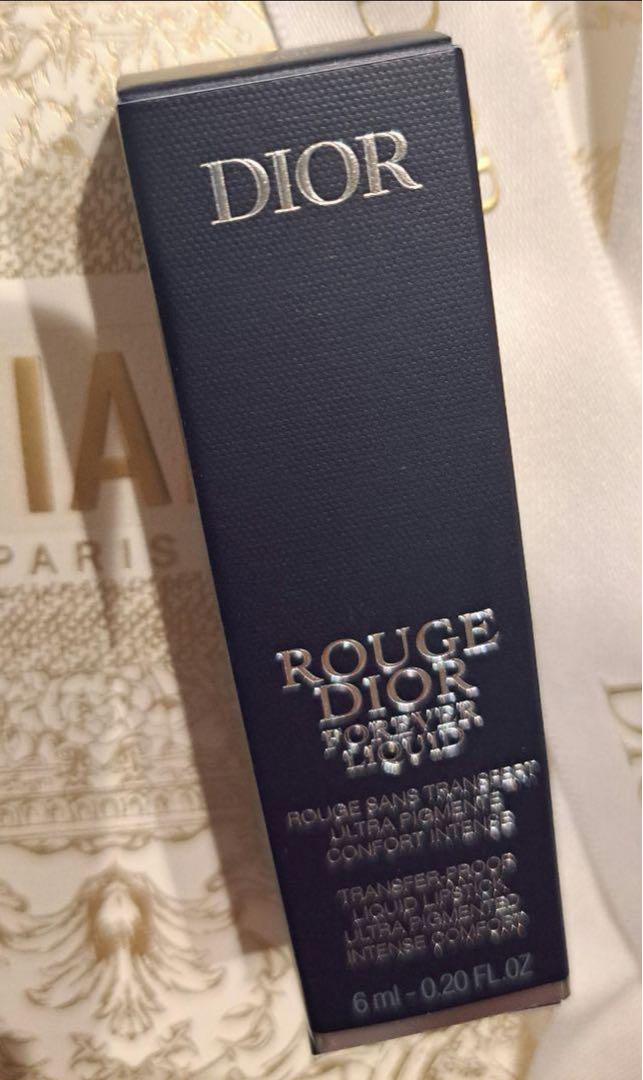 DIOR
ROUGE
DIOR
FOREVER
LIQUID
ROUGE SANS TRANSFERT
ULTRA PIGMENTÉ
CONFORT INTENSE
TRANSFER-PROOF
LIQUID LIPSTICK
ULTRA PIGMENTED
INTENSE COMFORT
6 ml - 0.20 FL.OZ
PARIS